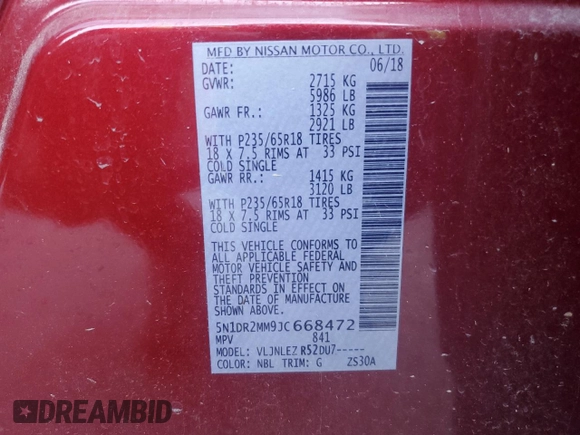 MFD BY NISSAN MOTOR CO., LTD.
DATE: 06/18
GVWR: 2715 KG
5986 LB
GAWR FR.: 1325 KG
2921 LB
WITH P235/65R18 TIRES
18 X 7.5 RIMS AT 33 PSI
COLD SINGLE
GAWR RR.: 1415 KG
3120 LB
WITH P235/65R18 TIRES
18 X 7.5 RIMS AT 33 PSI
COLD SINGLE
THIS VEHICLE CONFORMS TO
ALL APPLICABLE FEDERAL
MOTOR VEHICLE SAFETY AND
THEFT PREVENTION
STANDARDS IN EFFECT ON
THE DATE OF MANUFACTURE
SHOWN ABOVE.
5N1DR2MM9JC668472
MPV 841
MODEL: VLJNLEZ R52DU7-----
COLOR: NBL TRIM: G ZS30A
DREAMBID